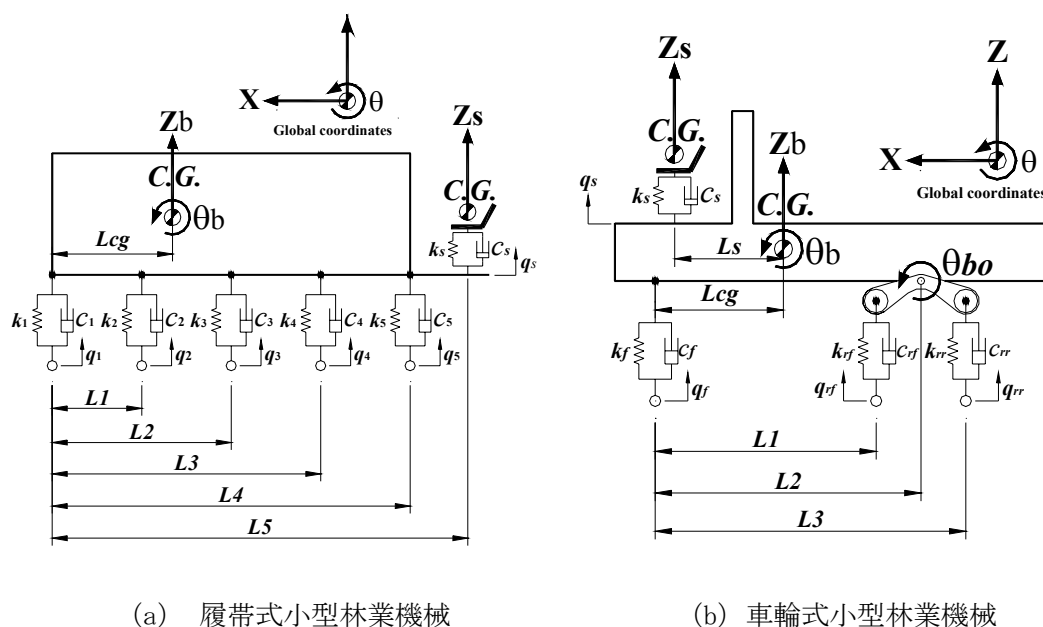 X
θ
Global coordinates
Zb
C.G.
θb
Lcg
Zs
C.G.
ks
Cs
qs
k1
C1
k2
C2
k3
C3
k4
C4
k5
C5
q1
q2
q3
q4
q5
L1
L2
L3
L4
L5
(a) 履帯式小型林業機械
Zs
C.G.
qs
ks
Cs
Z
X
θ
Global coordinates
Zb
C.G.
θb
Ls
Lcg
θbo
kf
Cf
krf
Crf
krr
Crr
qf
qrf
qrr
L1
L2
L3
(b) 車輪式小型林業機械